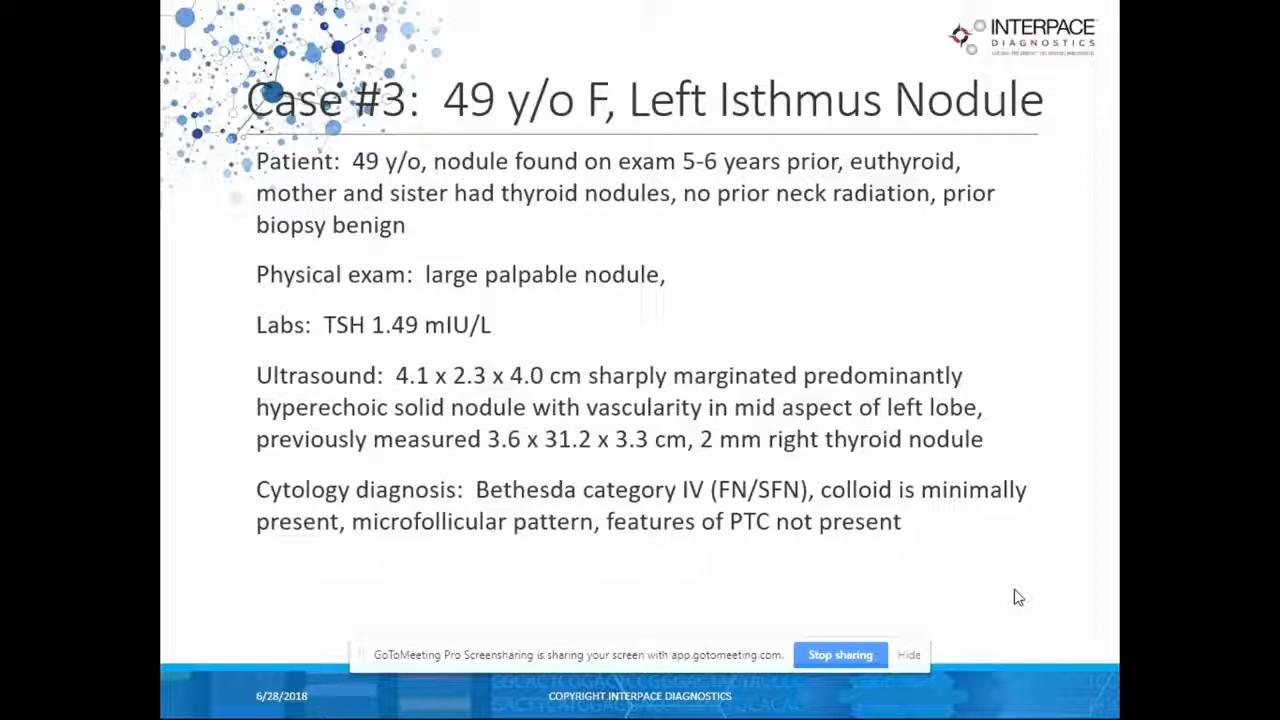 INTERPACE
DIAGNOSTICS
Case #3: 49 y/o F, Left Isthmus Nodule
Patient: 49 y/o, nodule found on exam 5-6 years prior, euthyroid,
mother and sister had thyroid nodules, no prior neck radiation, prior
biopsy benign
Physical exam: large palpable nodule,
Labs: TSH 1.49 mIU/L
Ultrasound: 4.1 x 2.3 x 4.0 cm sharply marginated predominantly
hyperechoic solid nodule with vascularity in mid aspect of left lobe,
previously measured 3.6 x 31.2 x 3.3 cm, 2 mm right thyroid nodule
Cytology diagnosis: Bethesda category IV (FN/SFN), colloid is minimally
present, microfollicular pattern, features of PTC not present
GoToMeeting Pro Screensharing is sharing your screen with app.gotomeeting.com. Stop sharing Hide
6/28/2018 COPYRIGHT INTERPACE DIAGNOSTICS